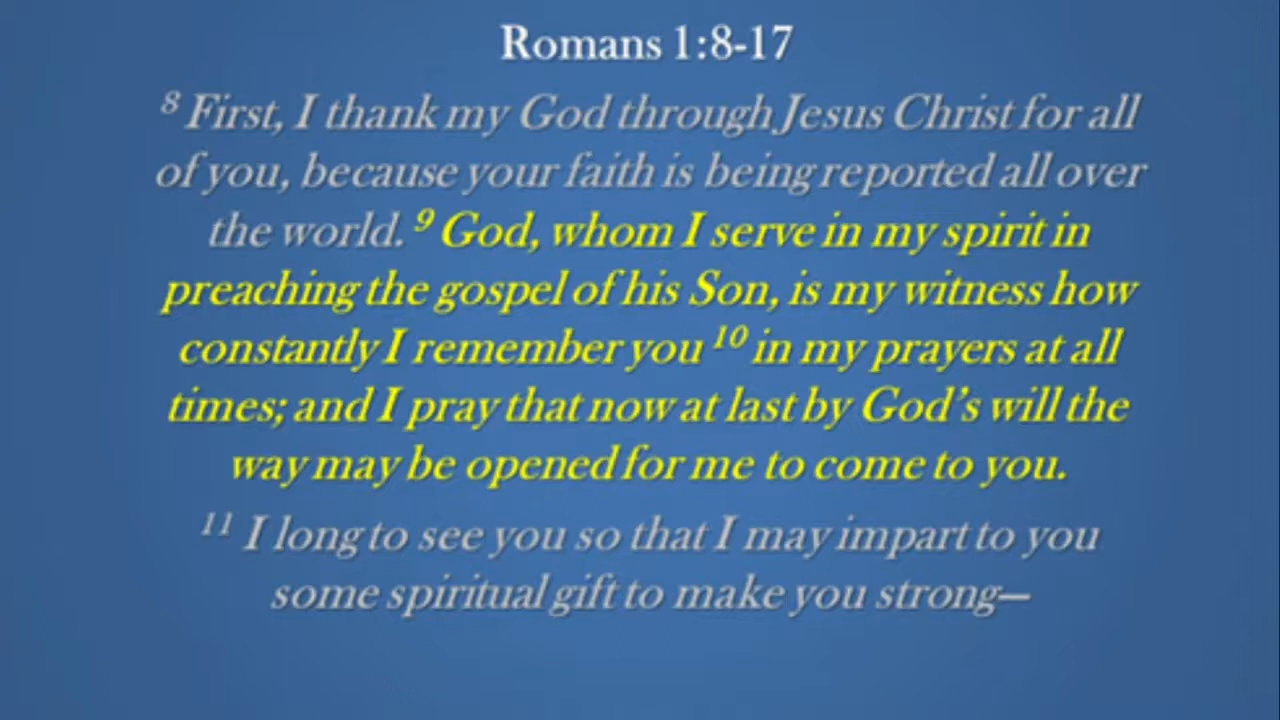 Romans 1:8-17
⁸ First, I thank my God through Jesus Christ for all
of you, because your faith is being reported all over
the world. ⁹ God, whom I serve in my spirit in
preaching the gospel of his Son, is my witness how
constantly I remember you ¹⁰ in my prayers at all
times; and I pray that now at last by God’s will the
way may be opened for me to come to you.
¹¹ I long to see you so that I may impart to you
some spiritual gift to make you strong—